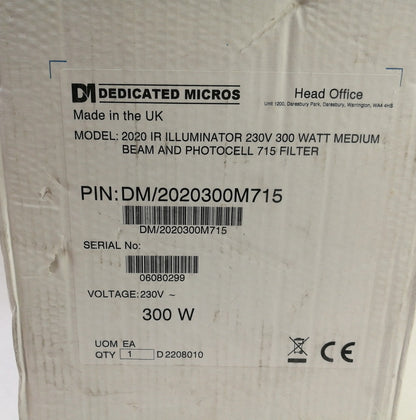 DM DEDICATED MICROS
Head Office
Unit 1200, Daresbury Park, Daresbury, Warrington, WA4 4HS
Made in the UK
MODEL: 2020 IR ILLUMINATOR 230V 300 WATT MEDIUM
BEAM AND PHOTOCELL 715 FILTER
PIN: DM/2020300M715
DM/2020300M715
SERIAL No:
06080299
VOLTAGE: 230V ~
300 W
UOM EA
QTY 1 D2208010
CE